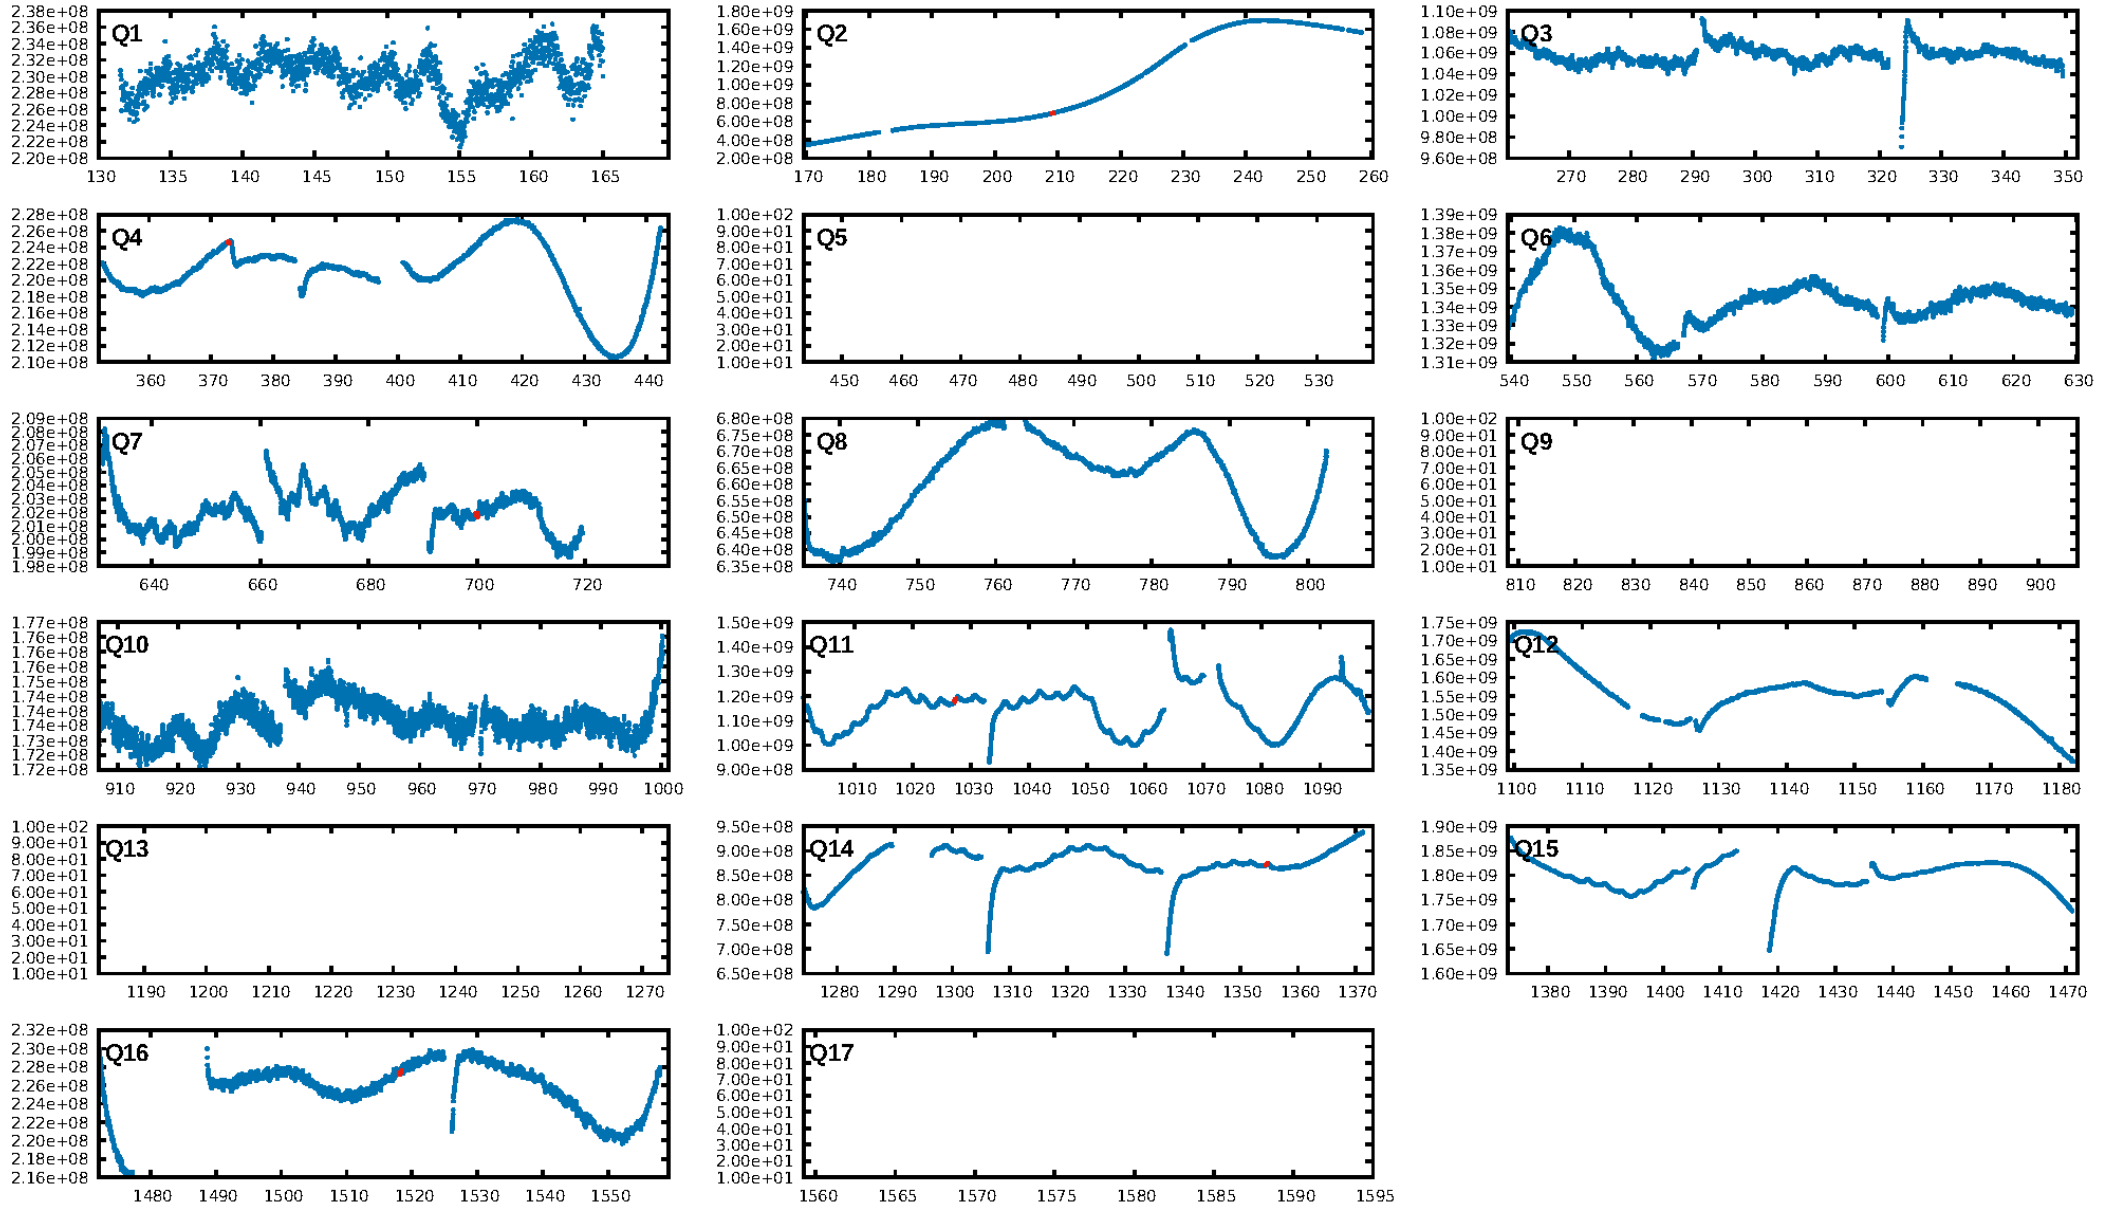 2.38e+08
2.36e+08
2.34e+08
2.32e+08
2.30e+08
2.28e+08
2.26e+08
2.24e+08
2.22e+08
2.20e+08
Q1
130 135 140 145 150 155 160 165
1.80e+09
1.60e+09
1.40e+09
1.20e+09
1.00e+09
8.00e+08
6.00e+08
4.00e+08
2.00e+08
Q2
170 180 190 200 210 220 230 240 250 260
1.10e+09
1.08e+09
1.06e+09
1.04e+09
1.02e+09
1.00e+09
9.80e+08
9.60e+08
Q3
270 280 290 300 310 320 330 340 350
2.28e+08
2.26e+08
2.24e+08
2.22e+08
2.20e+08
2.18e+08
2.16e+08
2.14e+08
2.12e+08
2.10e+08
Q4
360 370 380 390 400 410 420 430 440
1.00e+02
9.00e+01
8.00e+01
7.00e+01
6.00e+01
5.00e+01
4.00e+01
3.00e+01
2.00e+01
1.00e+01
Q5
450 460 470 480 490 500 510 520 530
1.39e+09
1.38e+09
1.37e+09
1.36e+09
1.35e+09
1.34e+09
1.33e+09
1.32e+09
1.31e+09
Q6
540 550 560 570 580 590 600 610 620 630
2.09e+08
2.08e+08
2.07e+08
2.06e+08
2.05e+08
2.04e+08
2.03e+08
2.02e+08
2.01e+08
2.00e+08
1.99e+08
1.98e+08
Q7
640 660 680 700 720
6.80e+08
6.75e+08
6.70e+08
6.65e+08
6.60e+08
6.55e+08
6.50e+08
6.45e+08
6.40e+08
6.35e+08
Q8
740 750 760 770 780 790 800
1.00e+02
9.00e+01
8.00e+01
7.00e+01
6.00e+01
5.00e+01
4.00e+01
3.00e+01
2.00e+01
1.00e+01
Q9
810 820 830 840 850 860 870 880 890 900
1.77e+08
1.76e+08
1.76e+08
1.75e+08
1.75e+08
1.74e+08
1.74e+08
1.73e+08
1.73e+08
1.72e+08
1.72e+08
Q10
910 920 930 940 950 960 970 980 990 1000
1.50e+09
1.40e+09
1.30e+09
1.20e+09
1.10e+09
1.00e+09
9.00e+08
Q11
1010 1020 1030 1040 1050 1060 1070 1080 1090
1.75e+09
1.70e+09
1.65e+09
1.60e+09
1.55e+09
1.50e+09
1.45e+09
1.40e+09
1.35e+09
Q12
1100 1110 1120 1130 1140 1150 1160 1170 1180
1.00e+02
9.00e+01
8.00e+01
7.00e+01
6.00e+01
5.00e+01
4.00e+01
3.00e+01
2.00e+01
1.00e+01
Q13
1190 1200 1210 1220 1230 1240 1250 1260 1270
9.50e+08
9.00e+08
8.50e+08
8.00e+08
7.50e+08
7.00e+08
6.50e+08
Q14
1280 1290 1300 1310 1320 1330 1340 1350 1360 1370
1.90e+09
1.85e+09
1.80e+09
1.75e+09
1.70e+09
1.65e+09
1.60e+09
Q15
1380 1390 1400 1410 1420 1430 1440 1450 1460 1470
2.32e+08
2.30e+08
2.28e+08
2.26e+08
2.24e+08
2.22e+08
2.20e+08
2.18e+08
2.16e+08
Q16
1480 1490 1500 1510 1520 1530 1540 1550
1.00e+02
9.00e+01
8.00e+01
7.00e+01
6.00e+01
5.00e+01
4.00e+01
3.00e+01
2.00e+01
1.00e+01
Q17
1560 1565 1570 1575 1580 1585 1590 1595